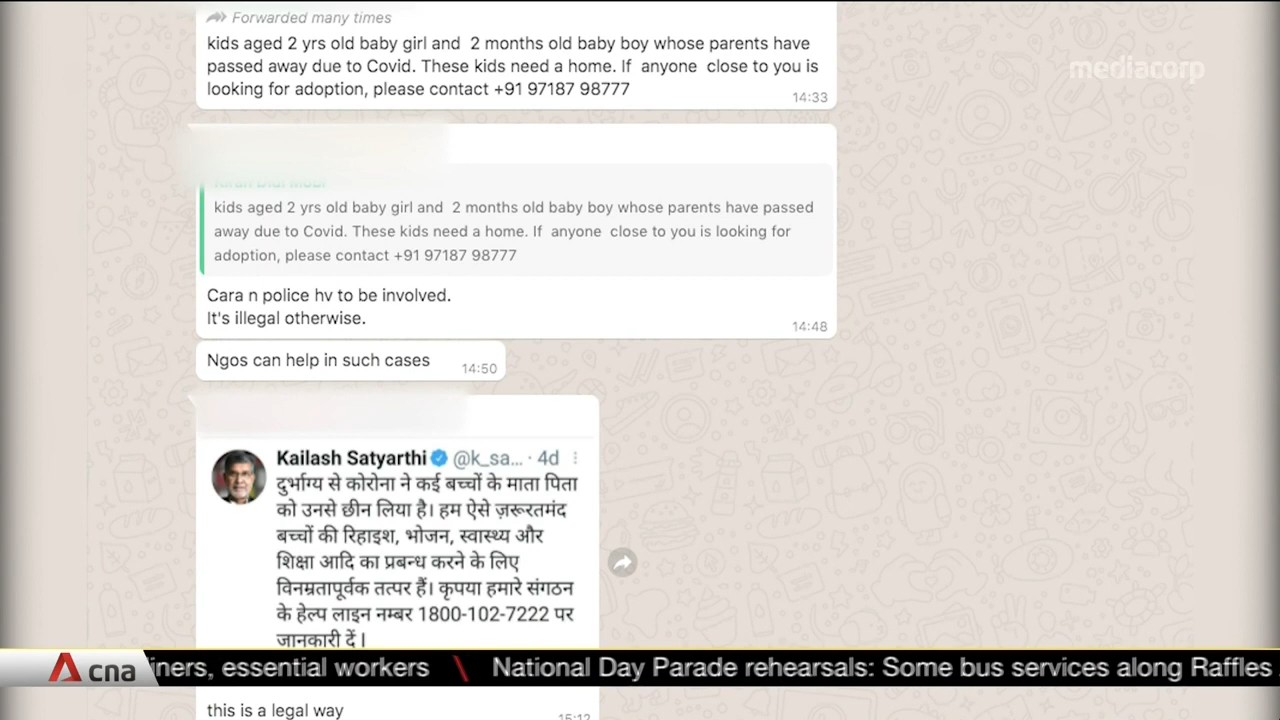 Forwarded many times
kids aged 2 yrs old baby girl and 2 months old baby boy whose parents have
passed away due to Covid. These kids need a home. If anyone close to you is
looking for adoption, please contact +91 97187 98777
14:33
mediacorp
kids aged 2 yrs old baby girl and 2 months old baby boy whose parents have passed
away due to Covid. These kids need a home. If anyone close to you is looking for
adoption, please contact +91 97187 98777
Cara n police hv to be involved.
It's illegal otherwise.
14:48
Ngos can help in such cases
14:50
Kailash Satyarthi @k_sa... · 4d
दुर्भाग्य से कोरोना ने कई बच्चों के माता पिता
को उनसे छीन लिया है। हम ऐसे ज़रूरतमंद
बच्चों की रिहाइश, भोजन, स्वास्थ्य और
शिक्षा आदि का प्रबन्ध करने के लिए
विनम्रतापूर्वक तत्पर हैं। कृपया हमारे संगठन
के हेल्प लाइन नम्बर 1800-102-7222 पर
जानकारी दें |
cna iners, essential workers \ National Day Parade rehearsals: Some bus services along Raffles
this is a legal way
15:12